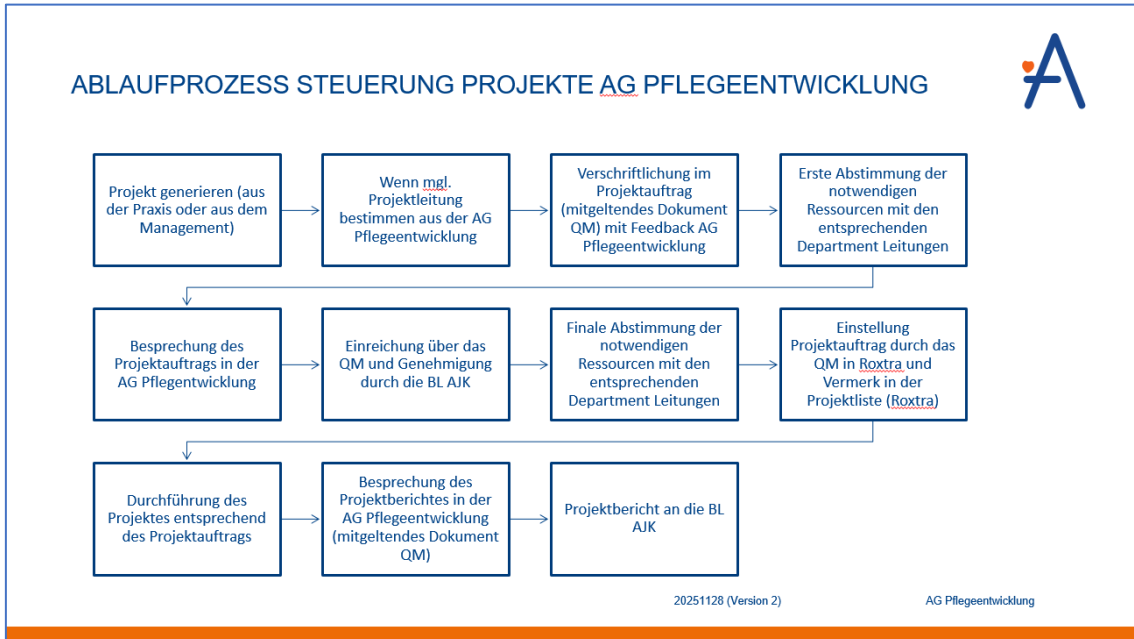 ABLAUFPROZESS STEUERUNG PROJEKTE AG PFLEGEENTWICKLUNG
Projekt generieren (aus
der Praxis oder aus dem
Management)
Wenn mgl.
Projektleitung
bestimmen aus der AG
Pflegeentwicklung
Verschriftlichung im
Projektauftrag
(mitgeltendes Dokument
QM) mit Feedback AG
Pflegeentwicklung
Erste Abstimmung der
notwendigen
Ressourcen mit den
entsprechenden
Department Leitungen
Besprechung des
Projektauftrags in der
AG Pflegentwicklung
Einreichung über das
QM und Genehmigung
durch die BL AJK
Finale Abstimmung der
notwendigen
Ressourcen mit den
entsprechenden
Department Leitungen
Einstellung
Projektauftrag durch das
QM in Roxtra und
Vermerk in der
Projektliste (Roxtra)
Durchführung des
Projektes entsprechend
des Projektauftrags
Besprechung des
Projektberichtes in der
AG Pflegeentwicklung
(mitgeltendes Dokument
QM)
Projektbericht an die BL
AJK
20251128 (Version 2)
AG Pflegeentwicklung